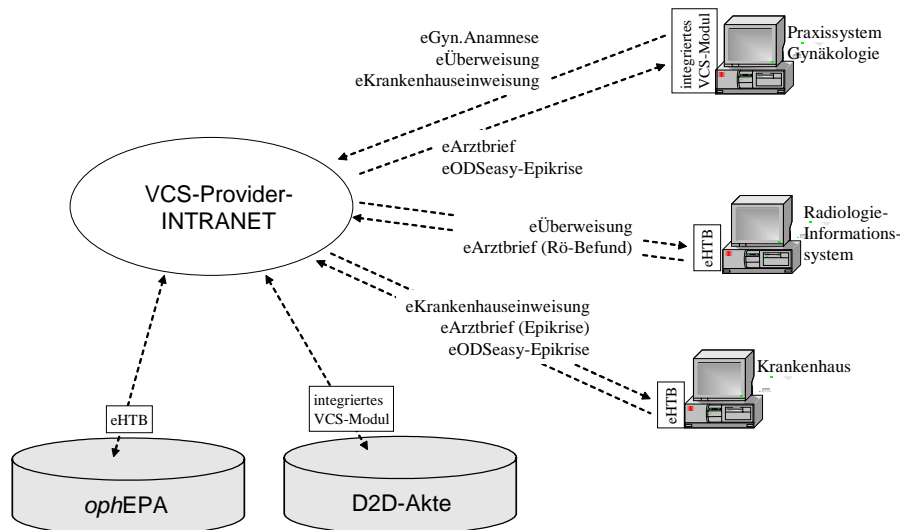 eGyn.Anamnese
eÜberweisung
eKrankenhauseinweisung
integriertes
VCS-Modul
Praxissystem
Gynäkologie
eArztbrief
eODSeasy-Epikrise
VCS-Provider-
INTRANET
eÜberweisung
eArztbrief (Rö-Befund)
eHTB
Radiologie-
Informations-
system
eKrankenhauseinweisung
eArztbrief (Epikrise)
eODSeasy-Epikrise
eHTB
Krankenhaus
eHTB
integriertes
VCS-Modul
ophEPA
D2D-Akte